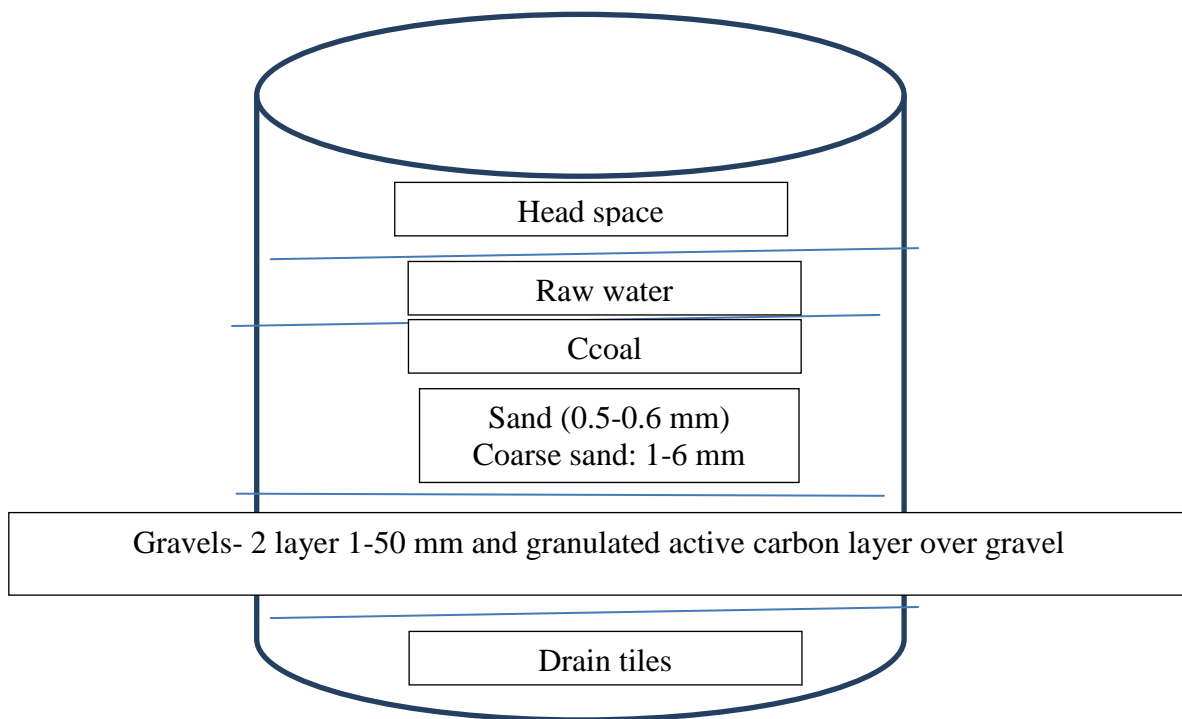 Head space
Raw water
Ccoal
Sand (0.5-0.6 mm)
Coarse sand: 1-6 mm
Gravels- 2 layer 1-50 mm and granulated active carbon layer over gravel
Drain tiles